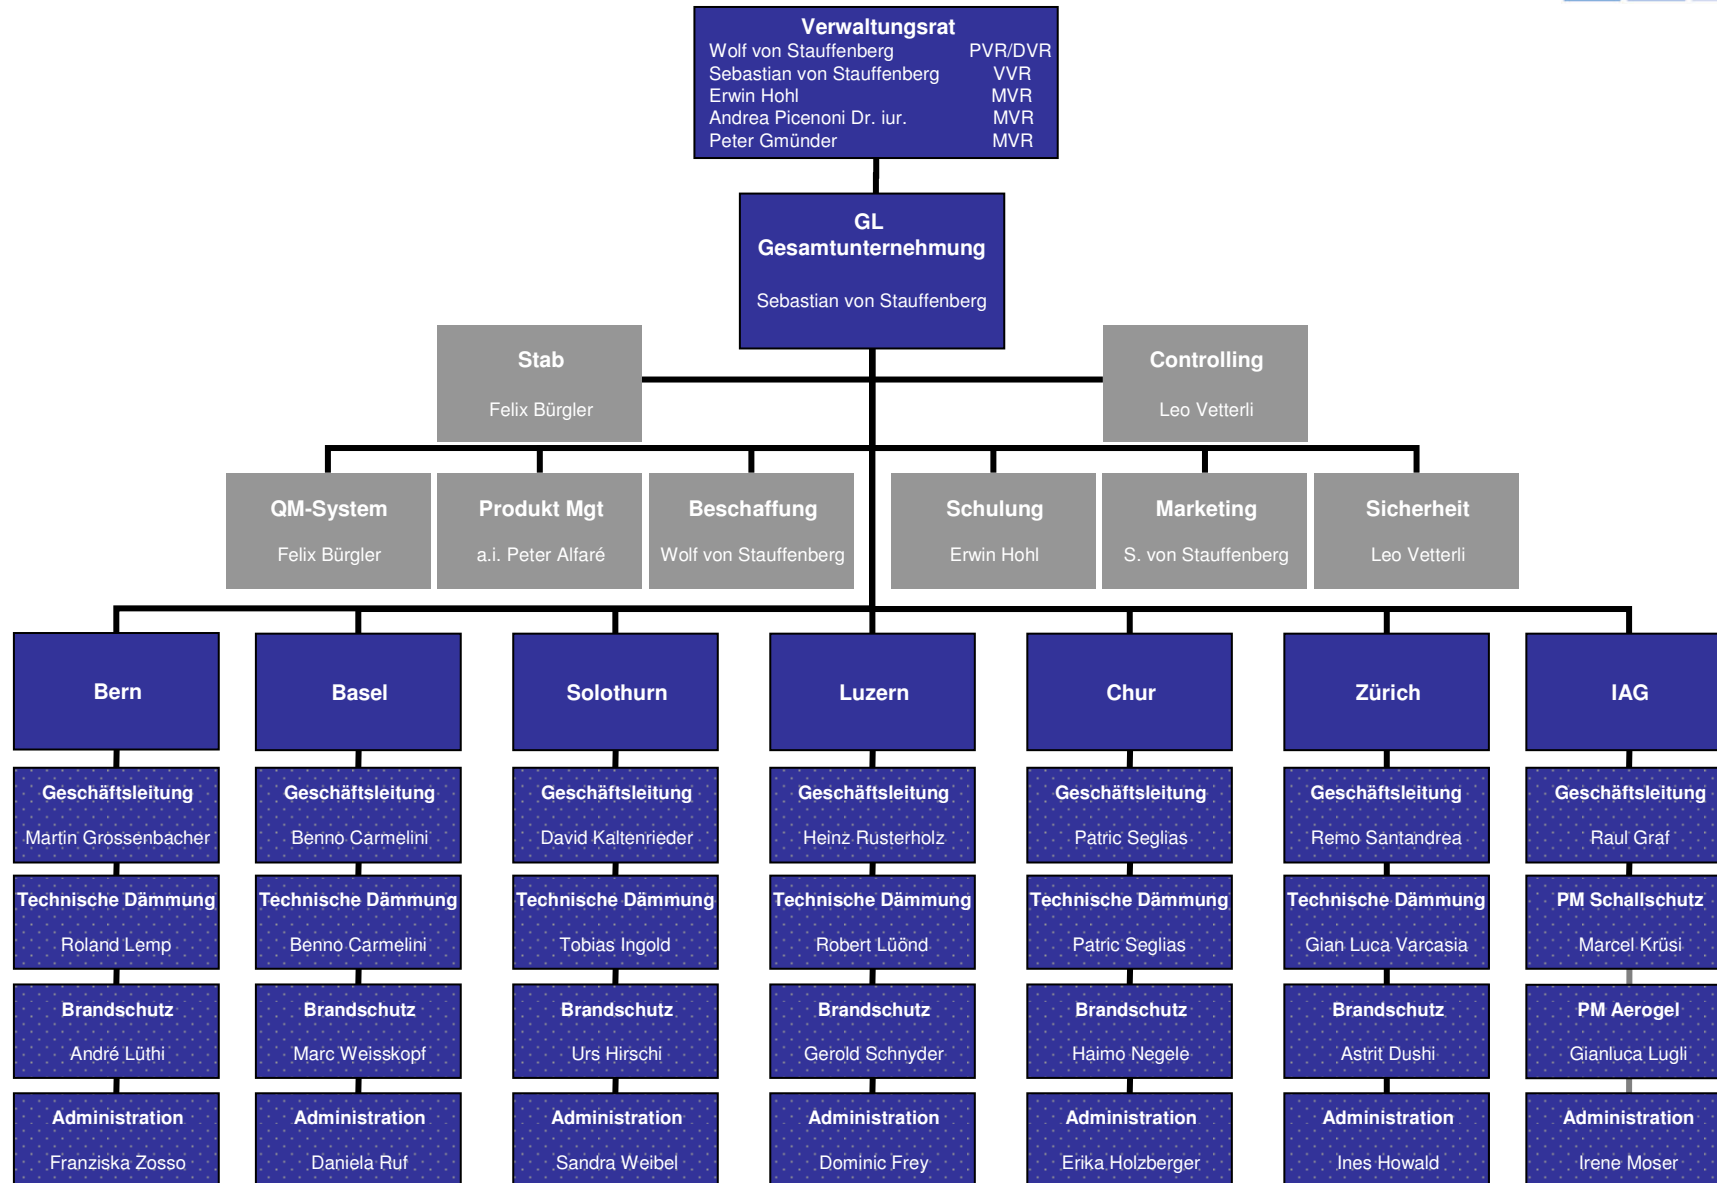 Verwaltungsrat
Wolf von Stauffenberg PVR/DVR
Sebastian von Stauffenberg VVR
Erwin Hohl MVR
Andrea Picenoni Dr. iur. MVR
Peter Gmünder MVR
GL
Gesamtunternehmung
Sebastian von Stauffenberg
Stab
Felix Bürgler
Controlling
Leo Vetterli
QM-System
Felix Bürgler
Produkt Mgt
a.i. Peter Alfaré
Beschaffung
Wolf von Stauffenberg
Schulung
Erwin Hohl
Marketing
S. von Stauffenberg
Sicherheit
Leo Vetterli
Bern
Geschäftsleitung
Martin Grossenbacher
Technische Dämmung
Roland Lemp
Brandschutz
André Lüthi
Administration
Franziska Zosso
Basel
Geschäftsleitung
Benno Carmelini
Technische Dämmung
Benno Carmelini
Brandschutz
Marc Weisskopf
Administration
Daniela Ruf
Solothurn
Geschäftsleitung
David Kaltenrieder
Technische Dämmung
Tobias Ingold
Brandschutz
Urs Hirschi
Administration
Sandra Weibel
Luzern
Geschäftsleitung
Heinz Rusterholz
Technische Dämmung
Robert Lüönd
Brandschutz
Gerold Schnyder
Administration
Dominic Frey
Chur
Geschäftsleitung
Patric Seglias
Technische Dämmung
Patric Seglias
Brandschutz
Haimo Negele
Administration
Erika Holzberger
Zürich
Geschäftsleitung
Remo Santandrea
Technische Dämmung
Gian Luca Varcasia
Brandschutz
Astrit Dushi
Administration
Ines Howald
IAG
Geschäftsleitung
Raul Graf
PM Schallschutz
Marcel Krüsi
PM Aerogel
Gianluca Lugli
Administration
Irene Moser